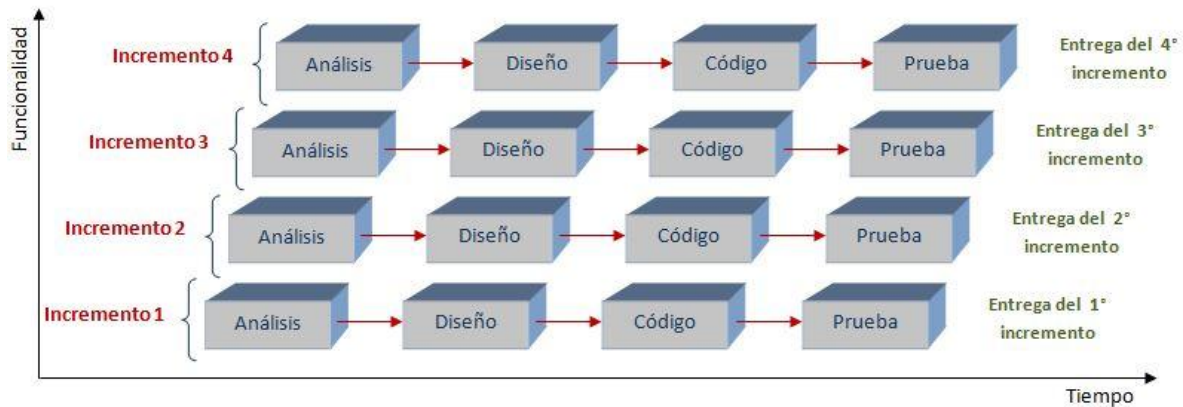 Funcionalidad
Incremento 4
Análisis
Diseño
Código
Prueba
Entrega del 4°
incremento
Incremento 3
Análisis
Diseño
Código
Prueba
Entrega del 3°
incremento
Incremento 2
Análisis
Diseño
Código
Prueba
Entrega del 2°
incremento
Incremento 1
Análisis
Diseño
Código
Prueba
Entrega del 1°
incremento
Tiempo